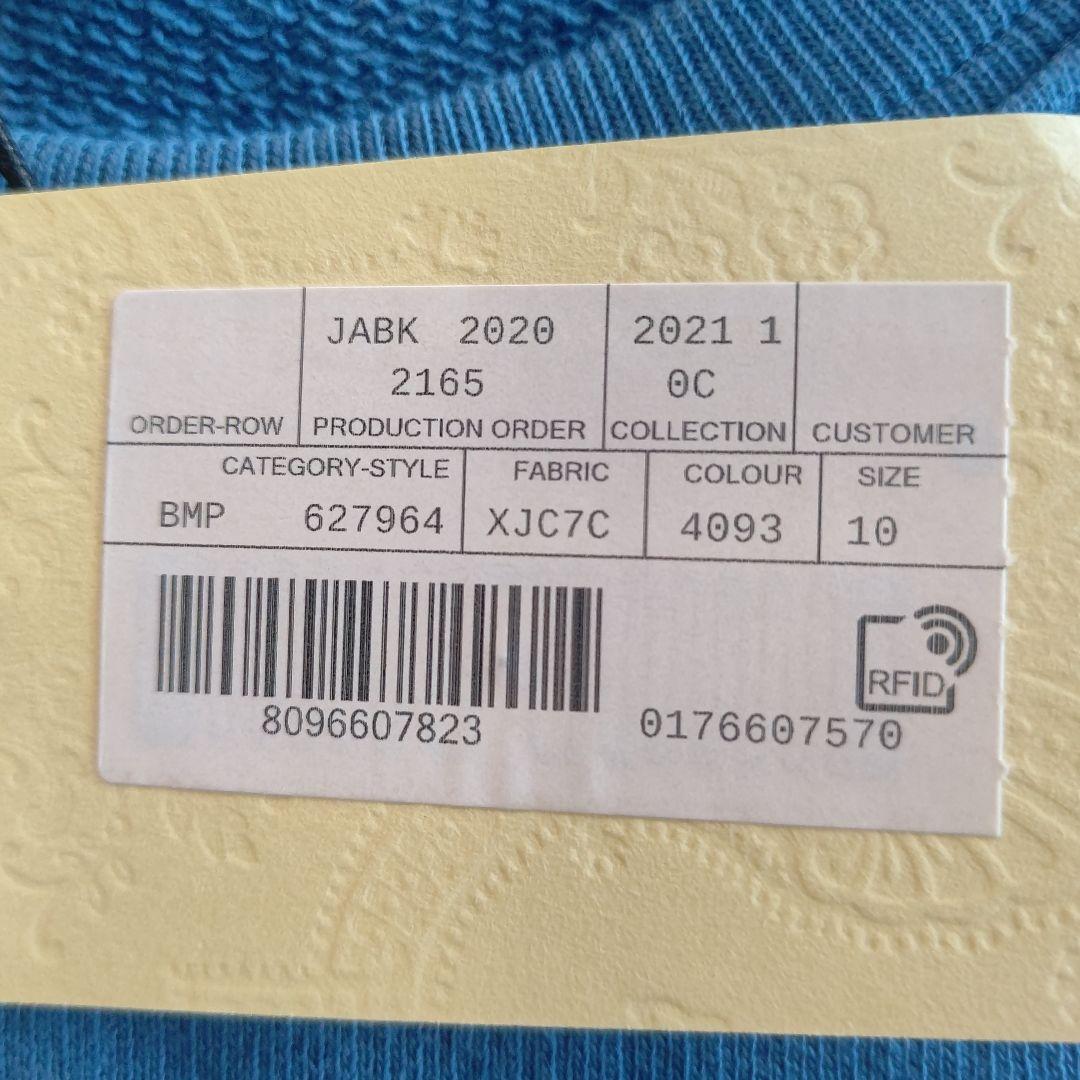 JABK 2020 2021 1
2165 0C
ORDER-ROW PRODUCTION ORDER COLLECTION CUSTOMER
CATEGORY-STYLE FABRIC COLOUR SIZE
BMP 627964 XJC7C 4093 10
RFID
8096607823 0176607570